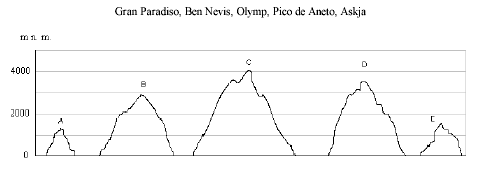 Gran Paradiso, Ben Nevis, Olymp, Pico de Aneto, Askja
m n. m.
C
D
4000
B
2000
A
E
0